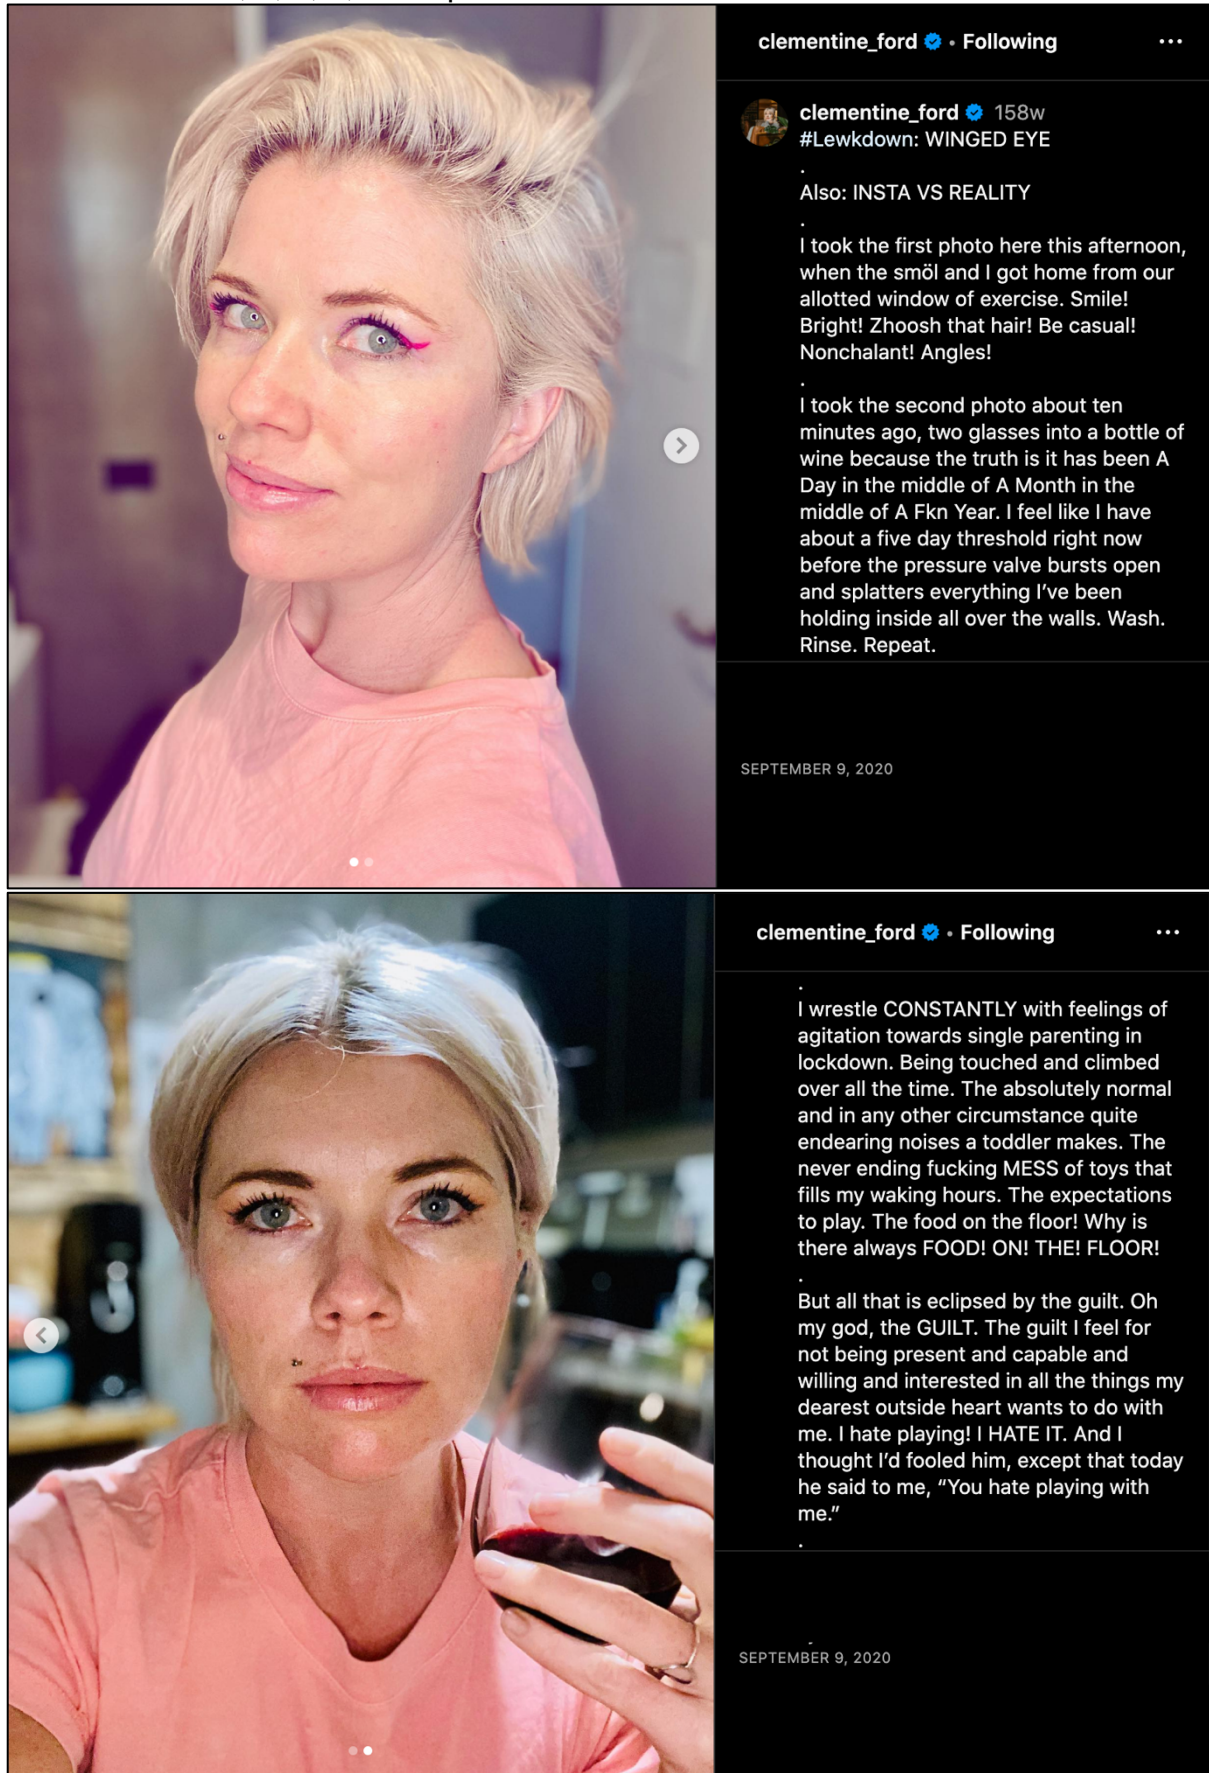 clementine_ford • Following
clementine_ford 158w
#Lewkdown: WINGED EYE
.
Also: INSTA VS REALITY
.
I took the first photo here this afternoon,
when the smöl and I got home from our
allotted window of exercise. Smile!
Bright! Zhoosh that hair! Be casual!
Nonchalant! Angles!
.
I took the second photo about ten
minutes ago, two glasses into a bottle of
wine because the truth is it has been A
Day in the middle of A Month in the
middle of A Fkn Year. I feel like I have
about a five day threshold right now
before the pressure valve bursts open
and splatters everything I’ve been
holding inside all over the walls. Wash.
Rinse. Repeat.
SEPTEMBER 9, 2020
clementine_ford • Following
.
I wrestle CONSTANTLY with feelings of
agitation towards single parenting in
lockdown. Being touched and climbed
over all the time. The absolutely normal
and in any other circumstance quite
endearing noises a toddler makes. The
never ending fucking MESS of toys that
fills my waking hours. The expectations
to play. The food on the floor! Why is
there always FOOD! ON! THE! FLOOR!
.
But all that is eclipsed by the guilt. Oh
my god, the GUILT. The guilt I feel for
not being present and capable and
willing and interested in all the things my
dearest outside heart wants to do with
me. I hate playing! I HATE IT. And I
thought I’d fooled him, except that today
he said to me, “You hate playing with
me.”
.
SEPTEMBER 9, 2020